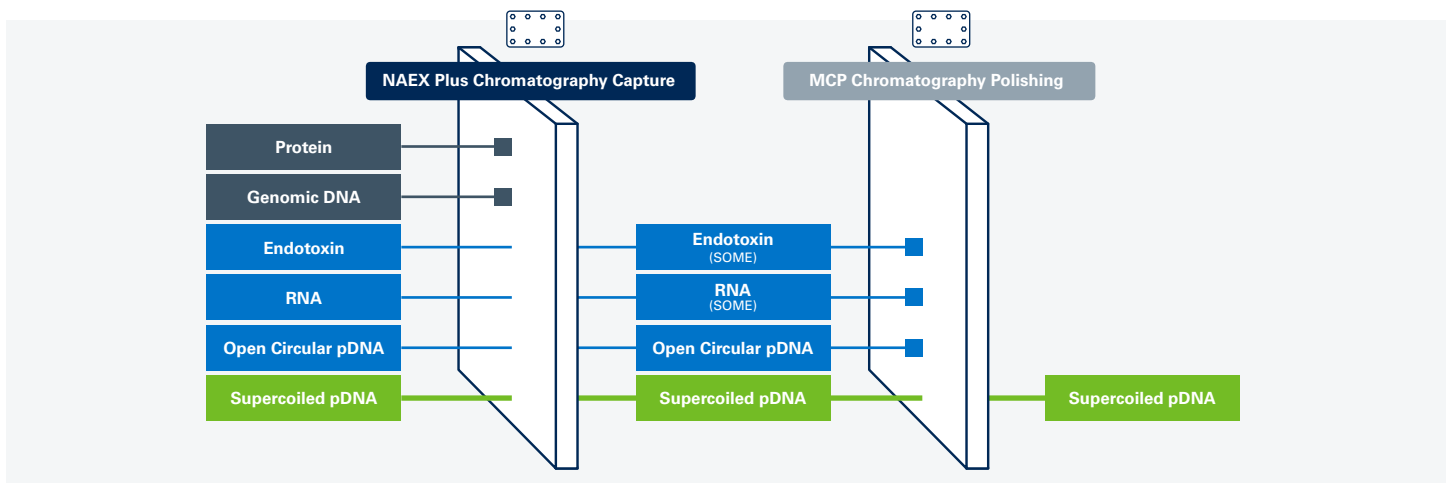 NAEX Plus Chromatography Capture
MCP Chromatography Polishing
Protein
Genomic DNA
Endotoxin
RNA
Open Circular pDNA
Supercoiled pDNA
Endotoxin
(SOME)
RNA
(SOME)
Open Circular pDNA
Supercoiled pDNA
Supercoiled pDNA